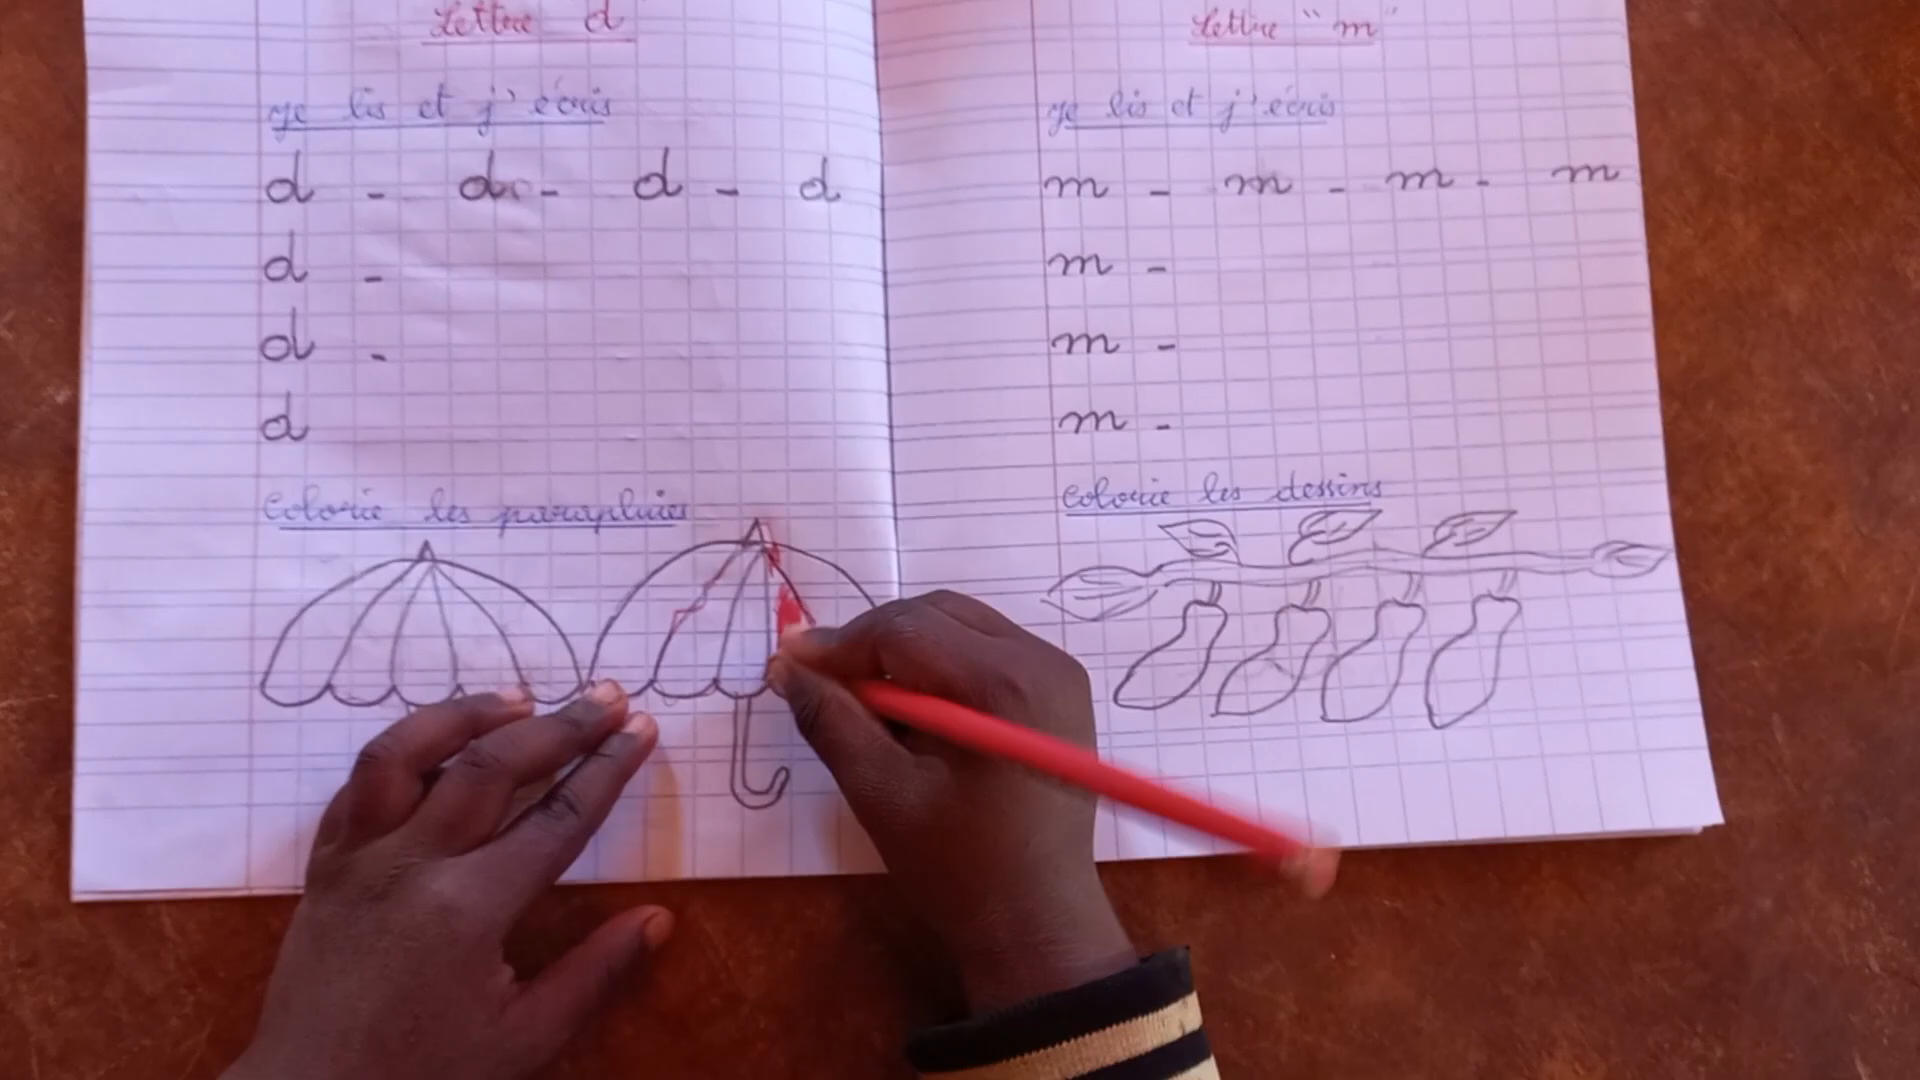 Lettre d
Je lis et j'écris
d - d - d - d
d -
d -
d
Colorie les parapluies
Lettre "m"
Je lis et j'écris
m - m - m - m
m -
m -
m -
Colorie les dessins